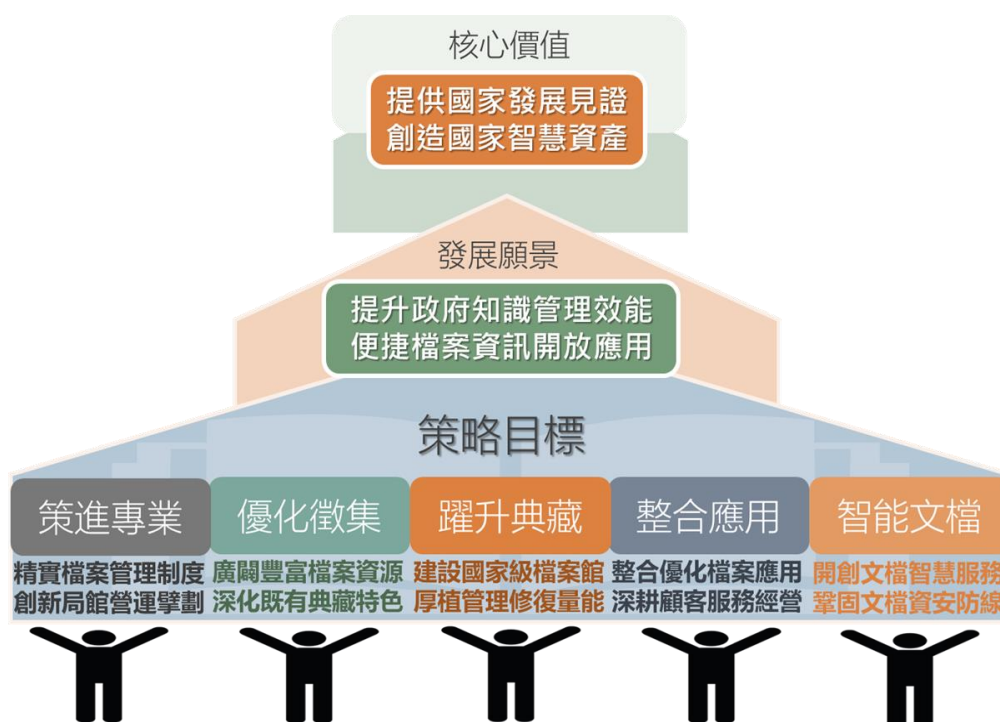 核心價值
提供國家發展見證
創造國家智慧資產
發展願景
提升政府知識管理效能
便捷檔案資訊開放應用
策略目標
策進專業
精實檔案管理制度
創新局館營運擘劃
優化徵集
廣闢豐富檔案資源
深化既有典藏特色
躍升典藏
建設國家級檔案館
厚植管理修復量能
整合應用
整合優化檔案應用
深耕顧客服務經營
智能文檔
開創文檔智慧服務
鞏固文檔資安防線